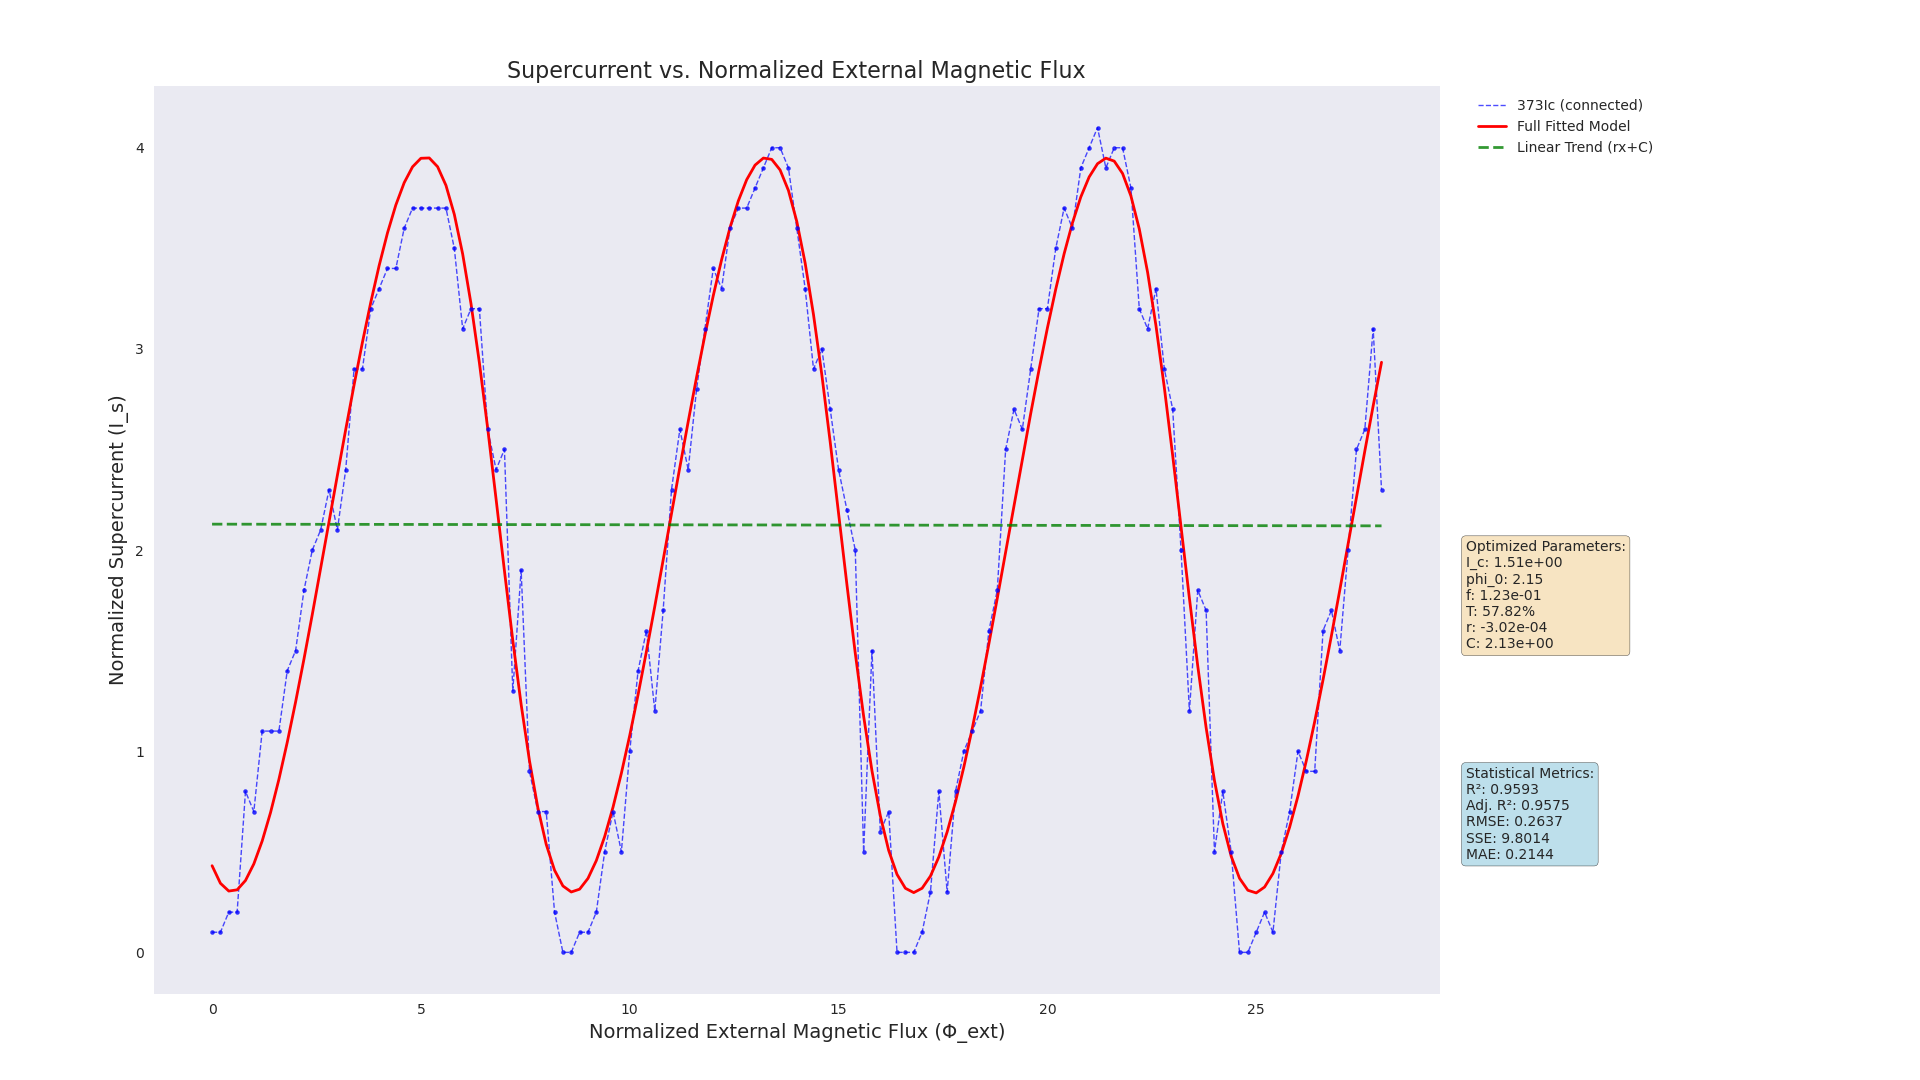 Supercurrent vs. Normalized External Magnetic Flux
373Ic (connected)
Full Fitted Model
Linear Trend (rx+C)
4
3
2
1
0
Normalized Supercurrent (I_s)
0
5
10
15
20
25
Normalized External Magnetic Flux (Φ_ext)
Optimized Parameters:
I_c: 1.51e+00
phi_0: 2.15
f: 1.23e-01
T: 57.82%
r: -3.02e-04
C: 2.13e+00
Statistical Metrics:
R²: 0.9593
Adj. R²: 0.9575
RMSE: 0.2637
SSE: 9.8014
MAE: 0.2144